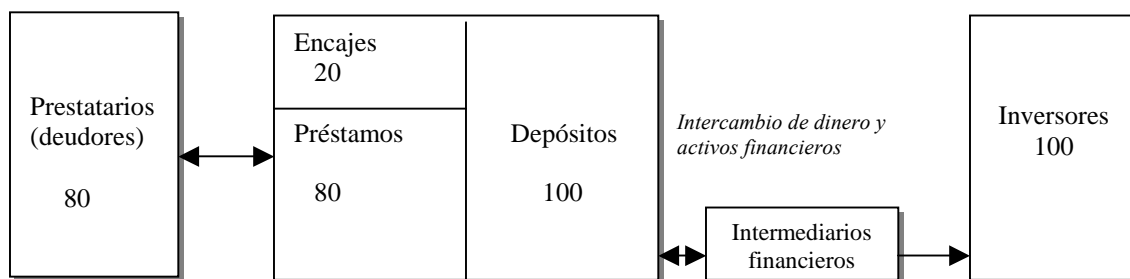 Prestatarios
(deudores)
80
Encajes
20
Préstamos
80
Depósitos
100
Intercambio de dinero y
activos financieros
Intermediarios
financieros
Inversores
100